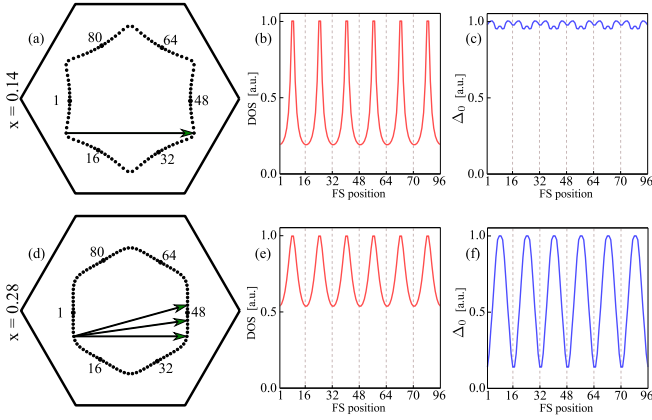 x = 0.14
(a)
80
64
1
48
16
32
(b)
DOS [a.u.]
1.0
0.5
0.0
1 16 32 48 64 70 96
FS position
(c)
Δ₀ [a.u.]
1.0
0.5
0.0
1 16 32 48 64 70 96
FS position
x = 0.28
(d)
80
64
1
48
16
32
(e)
DOS [a.u.]
1.0
0.5
0.0
1 16 32 48 64 70 96
FS position
(f)
Δ₀ [a.u.]
1.0
0.5
0.0
1 16 32 48 64 70 96
FS position